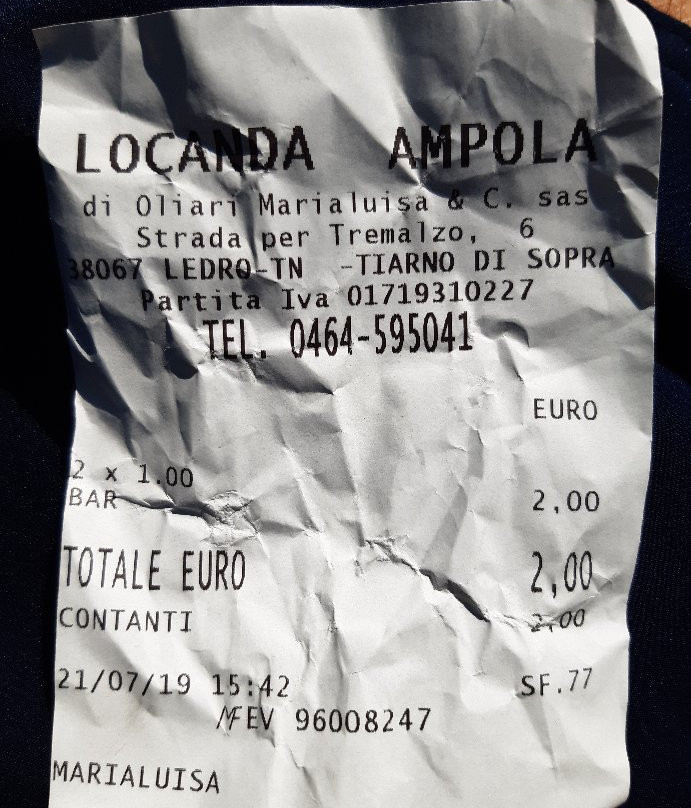 LOCANDA AMPOLA
di Oliari Marialuisa & C. sas
Strada per Tremalzo, 6
38067 LEDRO-TN -TIARNO DI SOPRA
Partita Iva 01719310227
TEL. 0464-595041
EURO
2 x 1.00
BAR 2,00
TOTALE EURO 2,00
CONTANTI 2,00
21/07/19 15:42 SF.77
MFEV 96008247
MARIALUISA